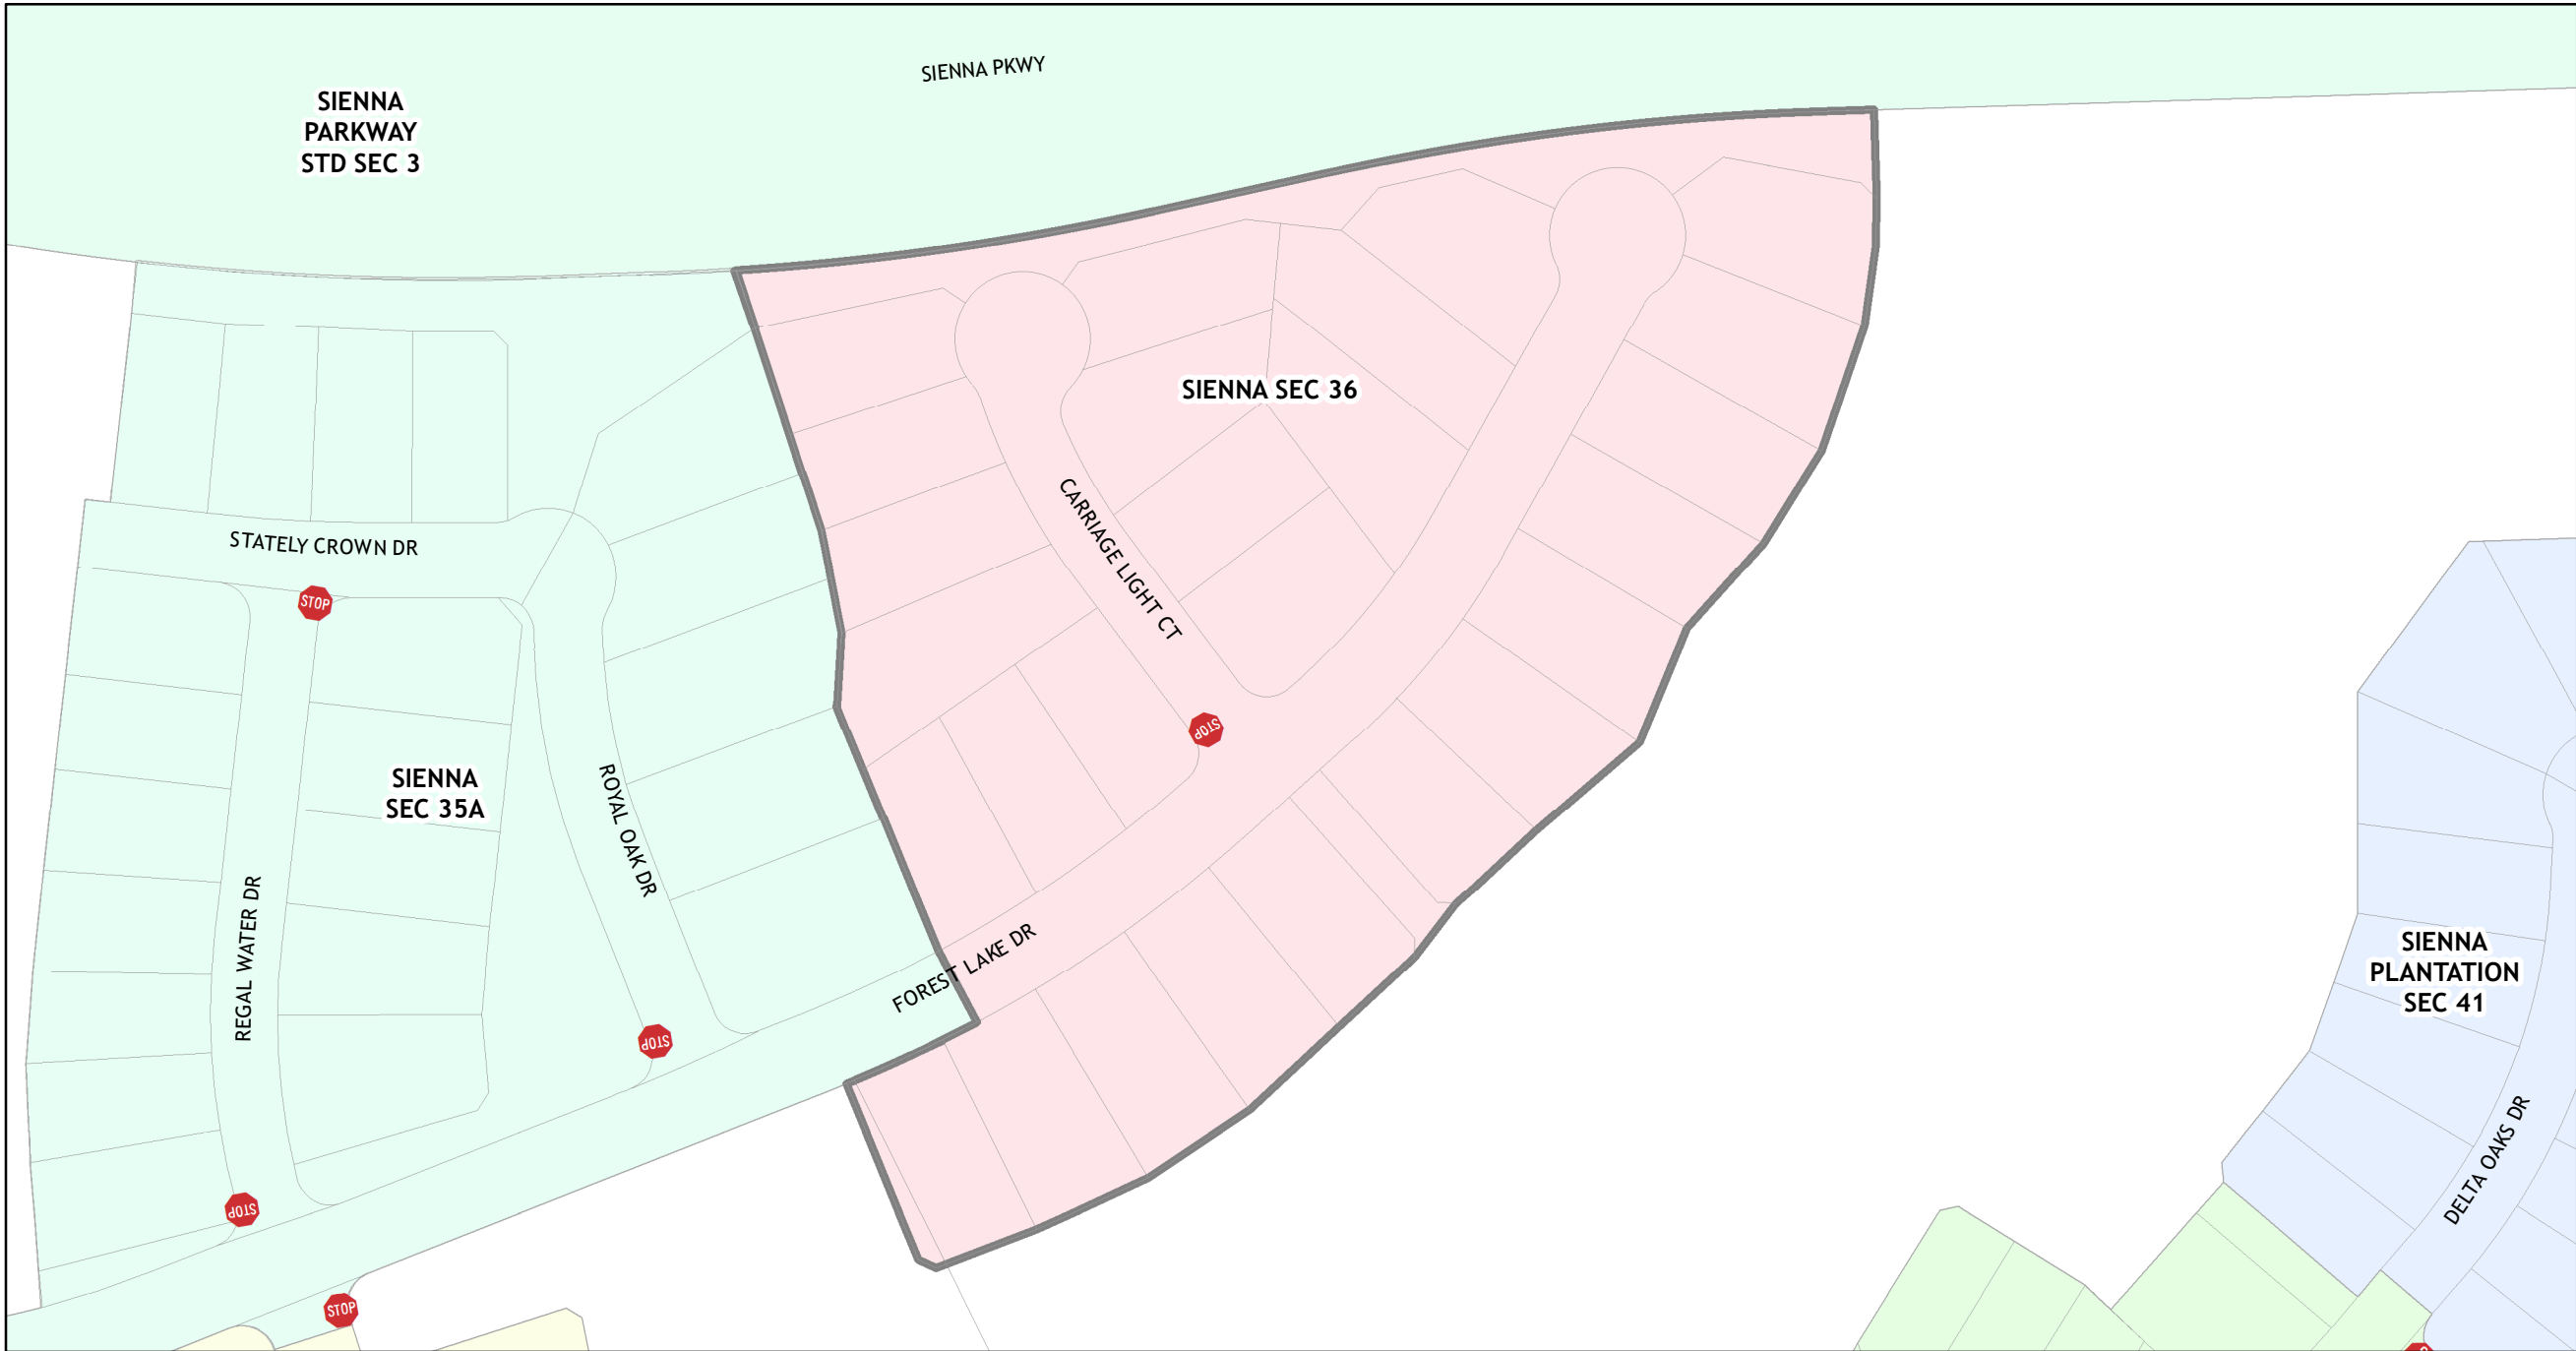 SIENNA PKWY
SIENNA
PARKWAY
STD SEC 3
SIENNA SEC 36
CARRIAGE LIGHT CT
STATELY CROWN DR
STOP
STOP
SIENNA
SEC 35A
ROYAL OAK DR
REGAL WATER DR
FOREST LAKE DR
SIENNA
PLANTATION
SEC 41
STOP
DELTA OAKS DR
STOP
STOP